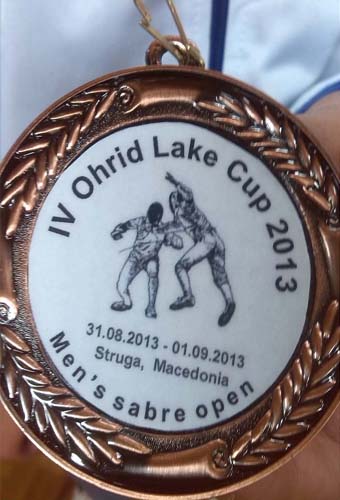 IV Ohrid Lake Cup 2013
31.08.2013 - 01.09.2013
Struga, Macedonia
Men's sabre open